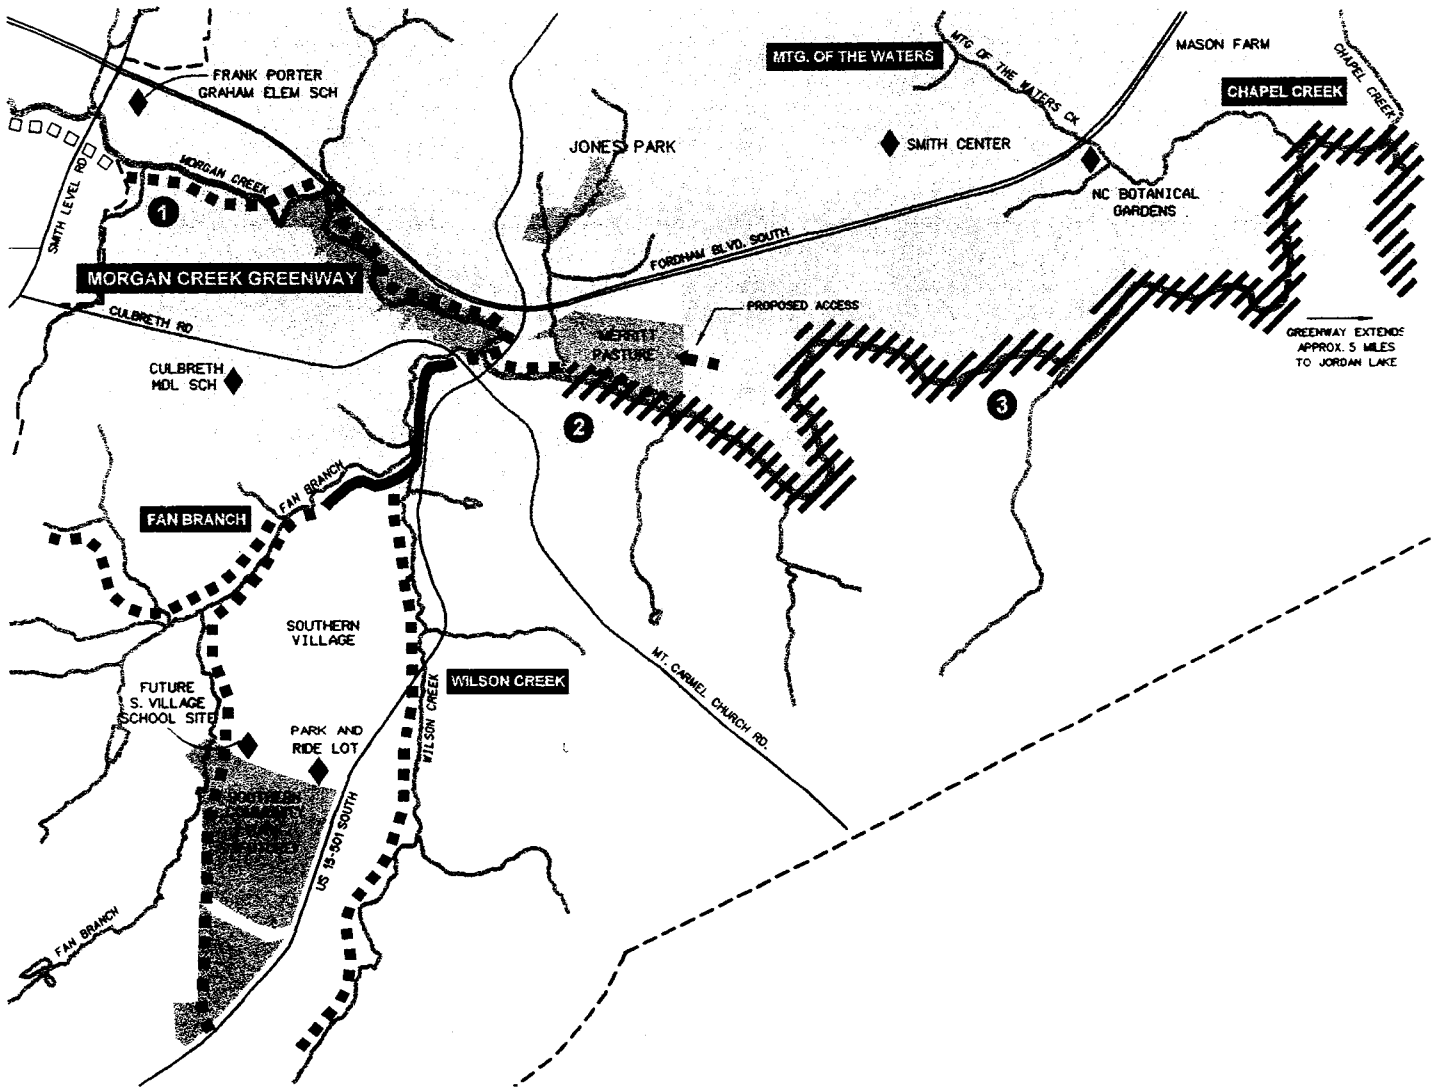 MASON FARM
MTG. OF THE WATERS
MTG OF THE WATERS CK
CHAPEL CREEK
CHAPEL CREEK
FRANK PORTER
GRAHAM ELEM SCH
JONES PARK
SMITH CENTER
MORGAN CREEK
SMITH LEVEL RD
1
NC BOTANICAL
GARDENS
FORDHAM BLVD. SOUTH
MORGAN CREEK GREENWAY
CULBRETH RD
PROPOSED ACCESS
MERRITT
PASTURE
GREENWAY EXTENDS
APPROX. 5 MILES
TO JORDAN LAKE
CULBRETH
MDL SCH
3
2
FAN BRANCH
FAN BRANCH
SOUTHERN
VILLAGE
WILSON CREEK
WILSON CREEK
MT. CARMEL CHURCH RD.
FUTURE
S. VILLAGE
SCHOOL SITE
PARK AND
RIDE LOT
SOUTHERN
COMMUNITY
US 15-501 SOUTH
FAN BRANCH